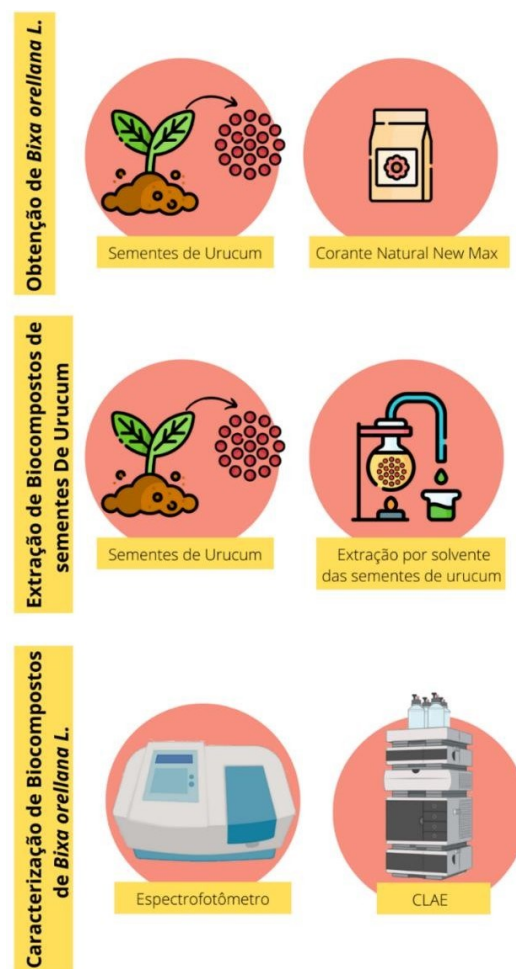 Obtenção de Bixa orellana L.
Sementes de Urucum
Corante Natural New Max
Extração de Biocompostos de
sementes De Urucum
Sementes de Urucum
Extração por solvente
das sementes de urucum
Caracterização de Biocompostos
de Bixa orellana L.
Espectrofotômetro
CLAE